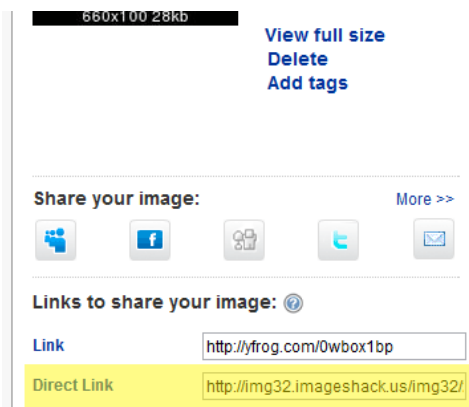 660x100 28kb
View full size
Delete
Add tags
Share your image:
More >>
Links to share your image:
Link
http://yfrog.com/0wbox1bp
Direct Link
http://img32.imageshack.us/img32/